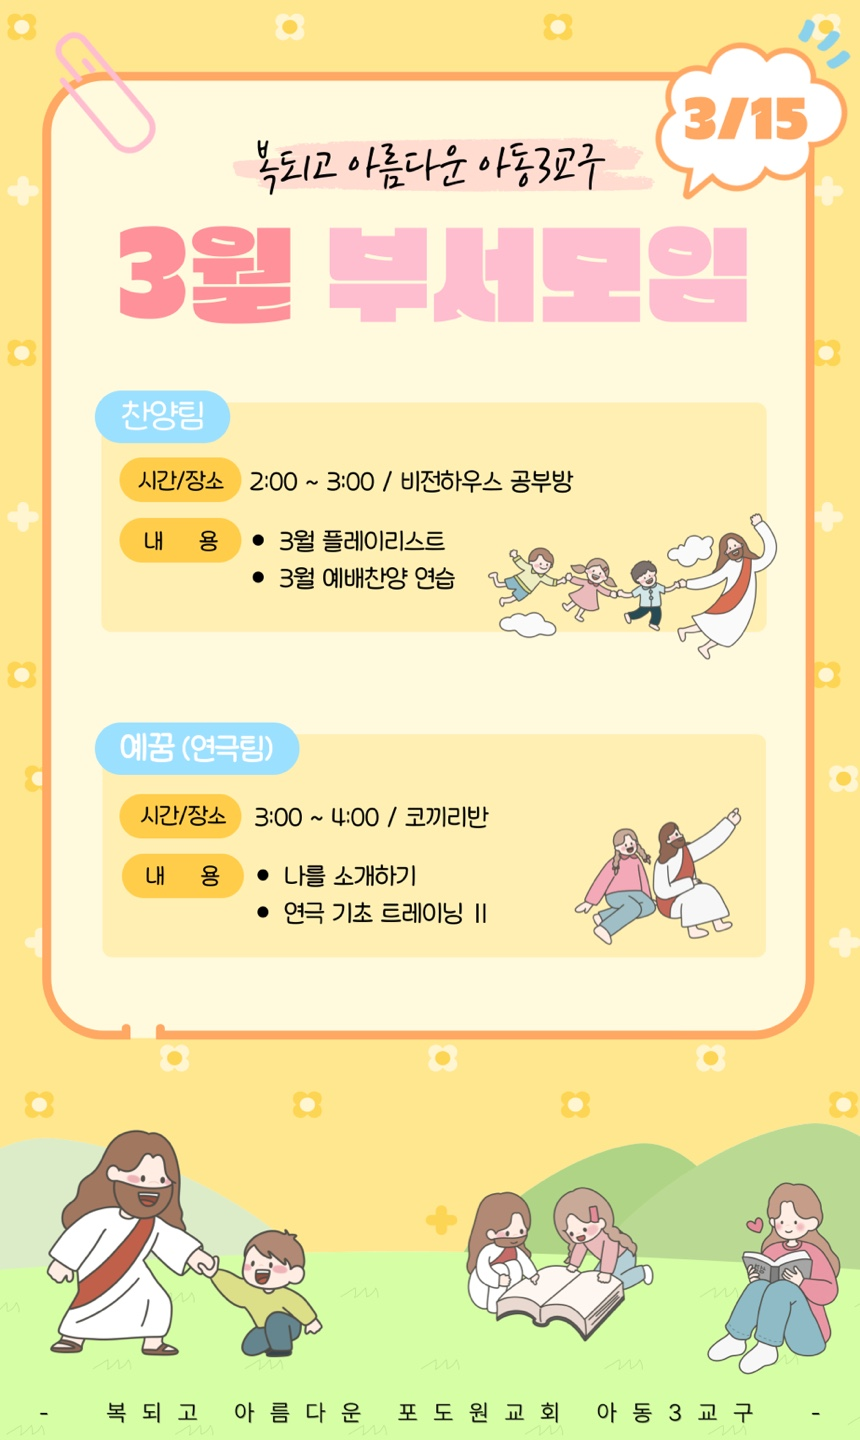 3/15
복되고 아름다운 아동3교구
3월 부서모임
찬양팀
시간/장소 2:00 ~ 3:00 / 비전하우스 공부방
내 용 • 3월 플레이리스트
• 3월 예배찬양 연습
예꿈 (연극팀)
시간/장소 3:00 ~ 4:00 / 코끼리반
내 용 • 나를 소개하기
• 연극 기초 트레이닝 II
- 복되고 아름다운 포도원교회 아동3교구 -